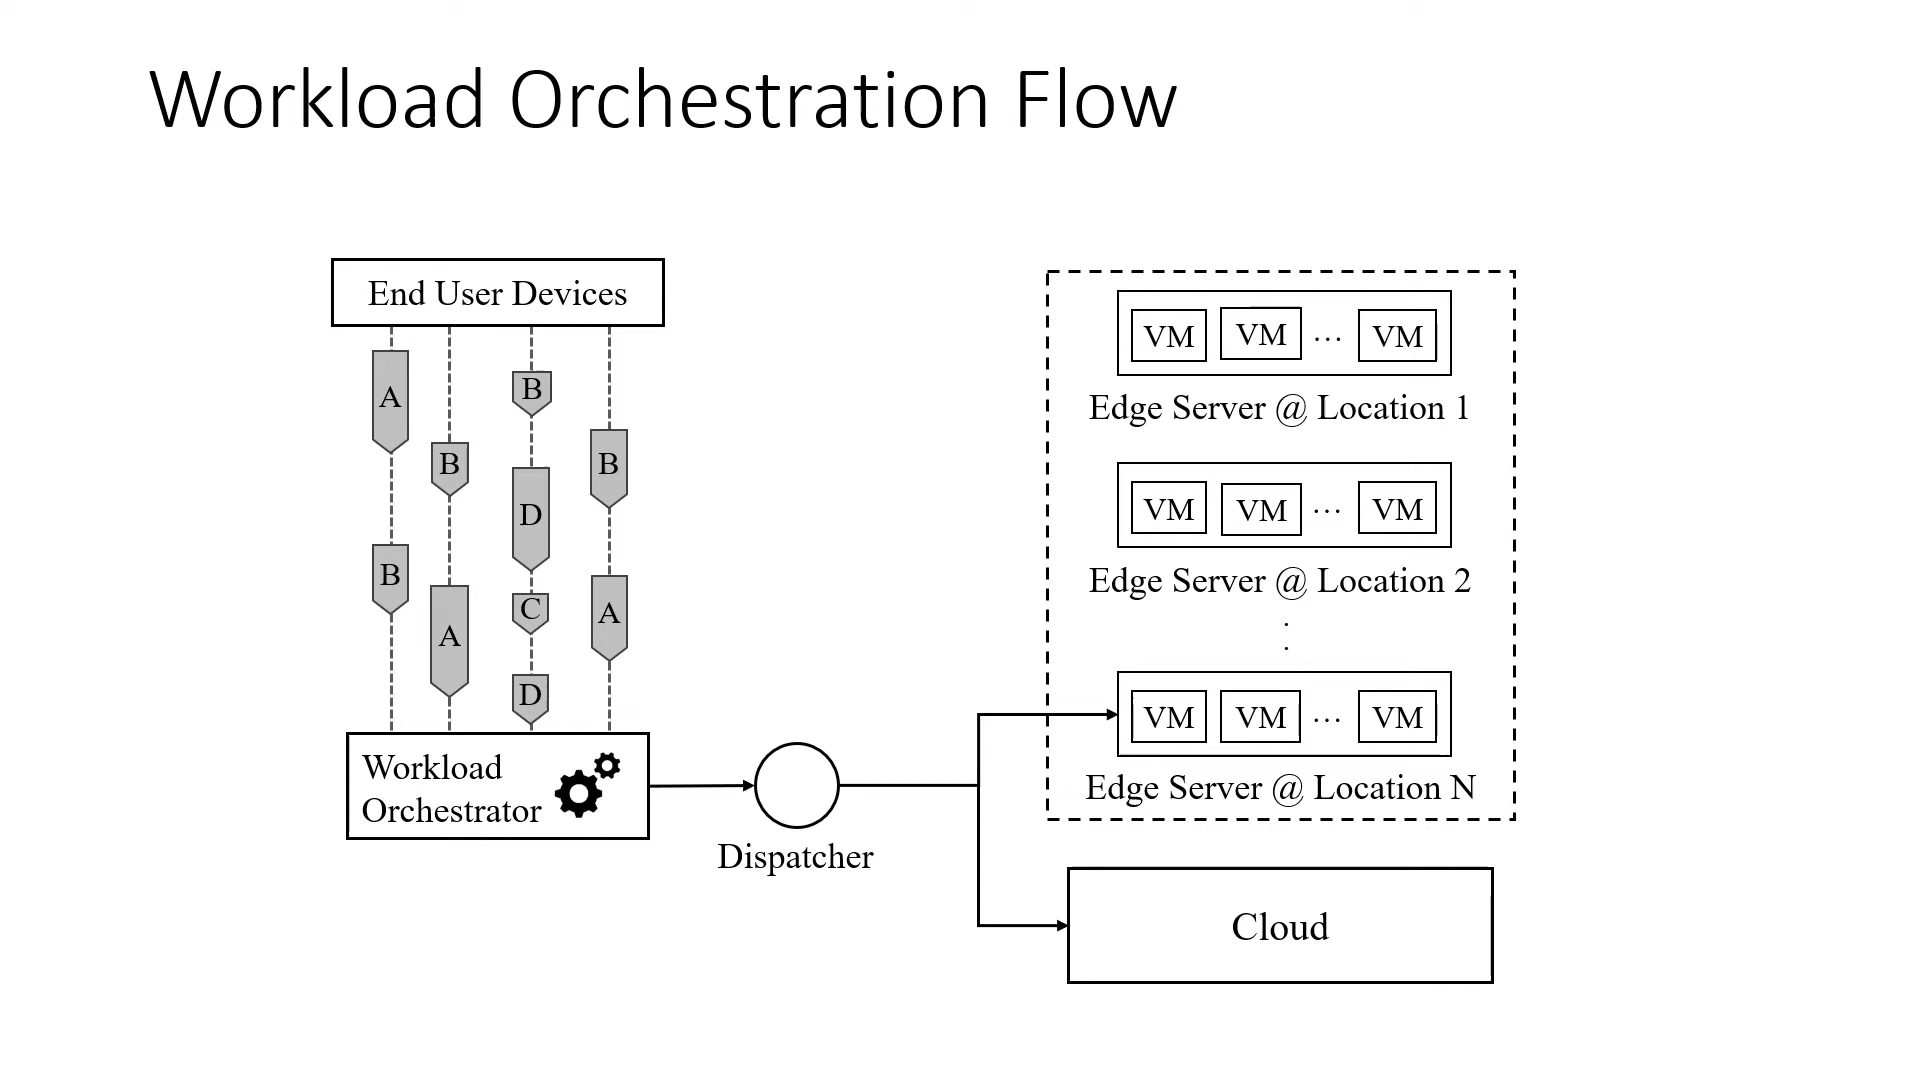 Workload Orchestration Flow
End User Devices
A
B
B
A
B
D
C
D
B
A
Workload
Orchestrator
Dispatcher
VM VM ... VM
Edge Server @ Location 1
VM VM ... VM
Edge Server @ Location 2
.
.
VM VM ... VM
Edge Server @ Location N
Cloud